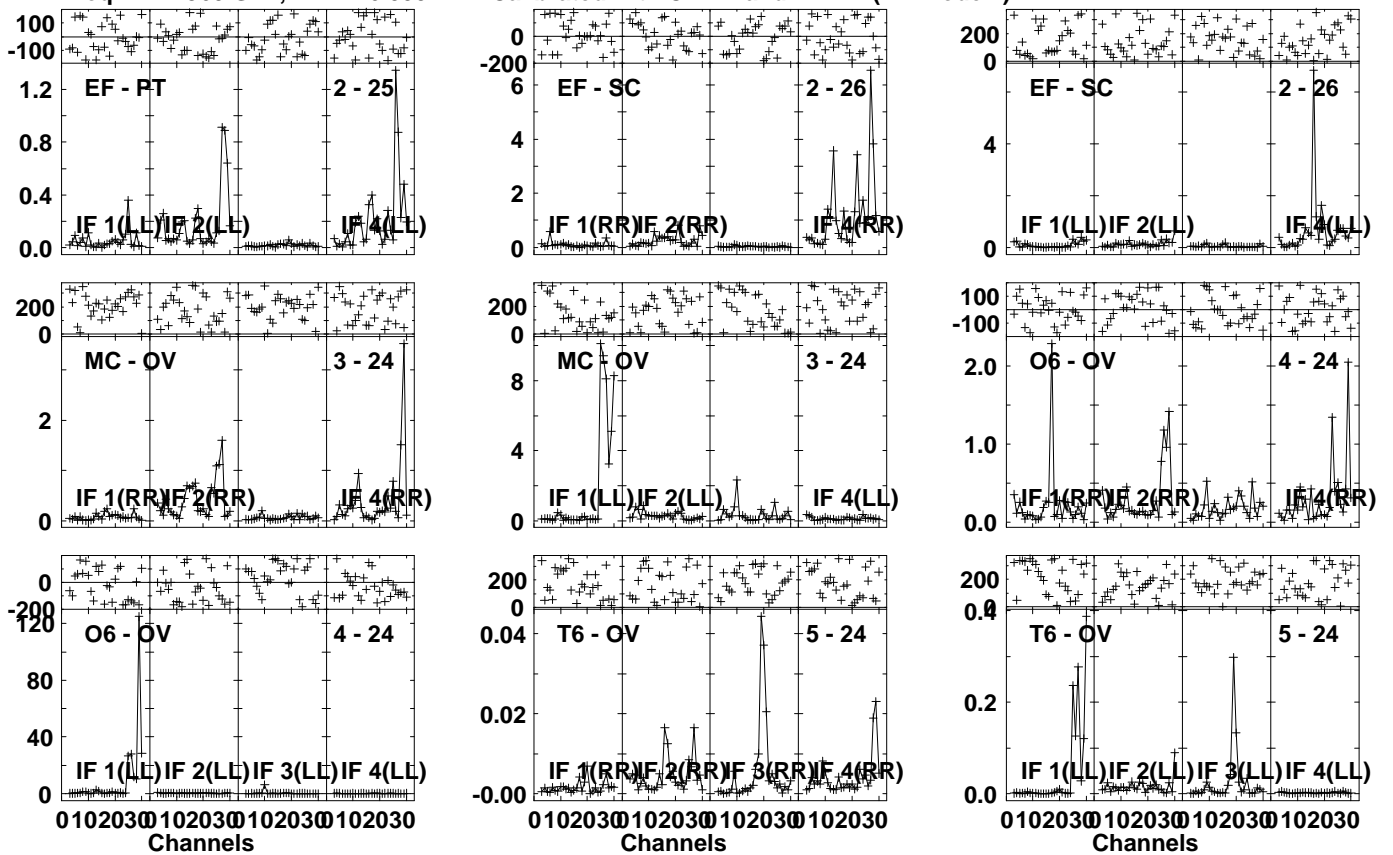 100
-100
EF - PT 2 - 25
1.2
0.8
0.4
0.0
IF 1(LL) IF 2(LL) IF 4(LL)
0
-200
EF - SC 2 - 26
6
4
2
0
IF 1(RR) IF 2(RR) IF 4(RR)
200
0
EF - SC 2 - 26
4
0
IF 1(LL) IF 2(LL) IF 4(LL)
200
0
MC - OV 3 - 24
2
0
IF 1(RR) IF 2(RR) IF 4(RR)
200
0
MC - OV 3 - 24
8
4
0
IF 1(LL) IF 2(LL) IF 4(LL)
100
-100
O6 - OV 4 - 24
2.0
1.0
0.0
IF 1(RR) IF 2(RR) IF 4(RR)
0
-200
O6 - OV 4 - 24
120
80
40
0
IF 1(LL) IF 2(LL) IF 3(LL) IF 4(LL)
0 10 20 30 0 10 20 30 0 10 20 30 0 10 20 30
Channels
200
0
T6 - OV 5 - 24
0.04
0.02
-0.00
IF 1(RR) IF 2(RR) IF 3(RR) IF 4(RR)
0 10 20 30 0 10 20 30 0 10 20 30 0 10 20 30
Channels
200
0
T6 - OV 5 - 24
0.4
0.2
0.0
IF 1(LL) IF 2(LL) IF 3(LL) IF 4(LL)
0 10 20 30 0 10 20 30 0 10 20 30 0 10 20 30
Channels